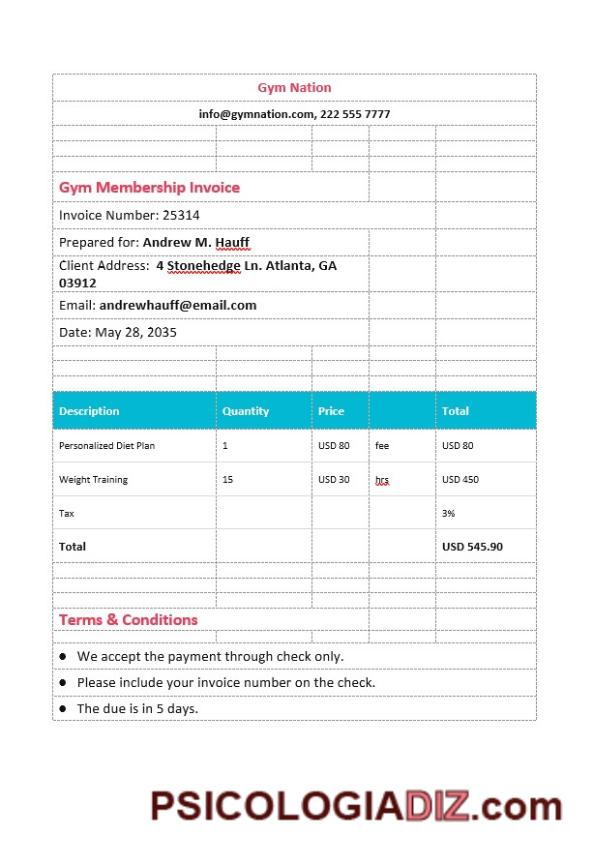 Gym Nation
info@gymnation.com, 222 555 7777
Gym Membership Invoice
Invoice Number: 25314
Prepared for: Andrew M. Hauff
Client Address:  4 Stonehedge Ln. Atlanta, GA
03912
Email: andrewhauff@email.com
Date: May 28, 2035
Description Quantity Price Total
Personalized Diet Plan 1 USD 80 fee USD 80
Weight Training 15 USD 30 hrs USD 450
Tax 3%
Total USD 545.90
Terms & Conditions
● We accept the payment through check only.
● Please include your invoice number on the check.
● The due is in 5 days.
PSICOLOGIADIZ.com